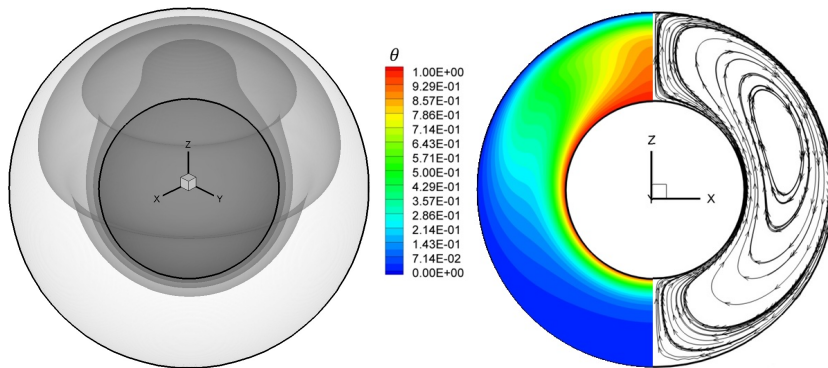 Z
X
Y
θ
1.00E+00
9.29E-01
8.57E-01
7.86E-01
7.14E-01
6.43E-01
5.71E-01
5.00E-01
4.29E-01
3.57E-01
2.86E-01
2.14E-01
1.43E-01
7.14E-02
0.00E+00
Z
Y
X